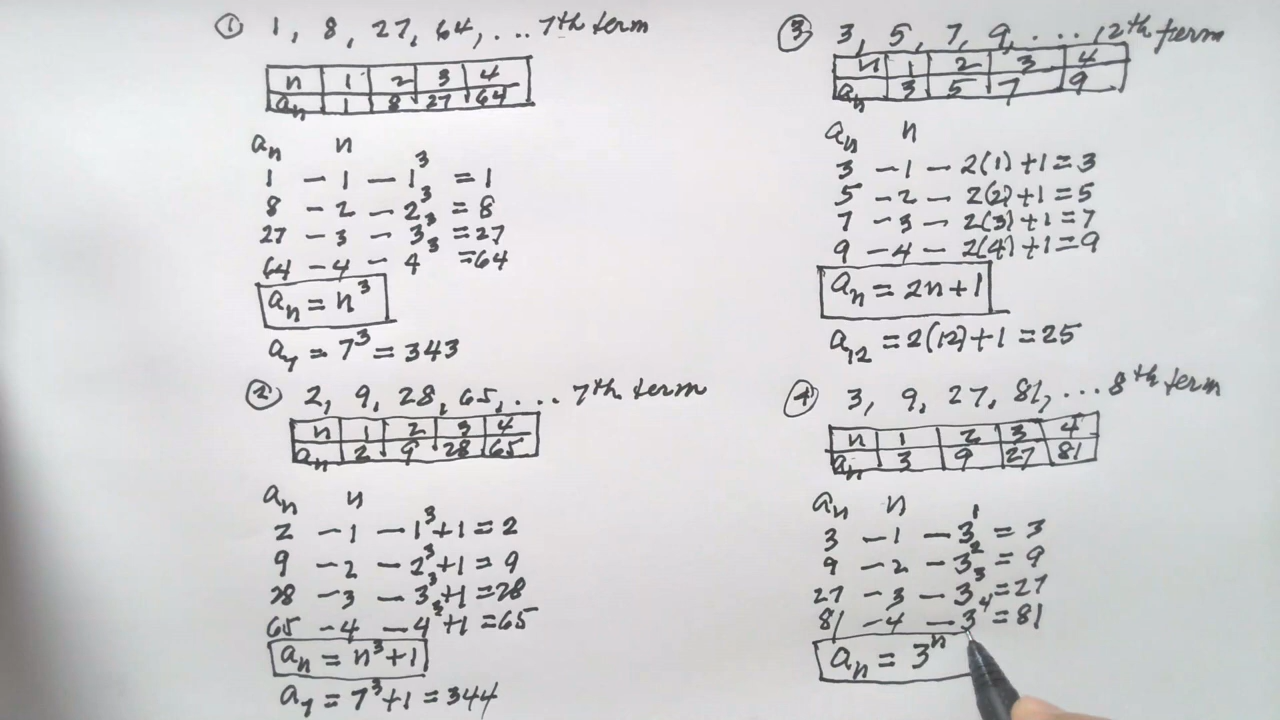 ① 1, 8, 27, 64, ... 7th term
n 1 2 3 4
aₙ 1 8 27 64
aₙ n
1 – 1 – 1³ = 1
8 – 2 – 2³ = 8
27 – 3 – 3³ = 27
64 – 4 – 4³ = 64
aₙ = n³
a₇ = 7³ = 343
② 2, 9, 28, 65, ... 7th term
n 1 2 3 4
aₙ 2 9 28 65
aₙ n
2 – 1 – 1³+1 = 2
9 – 2 – 2³+1 = 9
28 – 3 – 3³+1 = 28
65 – 4 – 4³+1 = 65
aₙ = n³+1
a₇ = 7³+1 = 344
③ 3, 5, 7, 9, ... 12th term
n 1 2 3 4
aₙ 3 5 7 9
aₙ n
3 – 1 – 2(1)+1 = 3
5 – 2 – 2(2)+1 = 5
7 – 3 – 2(3)+1 = 7
9 – 4 – 2(4)+1 = 9
aₙ = 2n+1
a₁₂ = 2(12)+1 = 25
④ 3, 9, 27, 81, ... 8th term
n 1 2 3 4
aₙ 3 9 27 81
aₙ n
3 – 1 – 3¹ = 3
9 – 2 – 3² = 9
27 – 3 – 3³ = 27
81 – 4 – 3⁴ = 81
aₙ = 3ⁿ